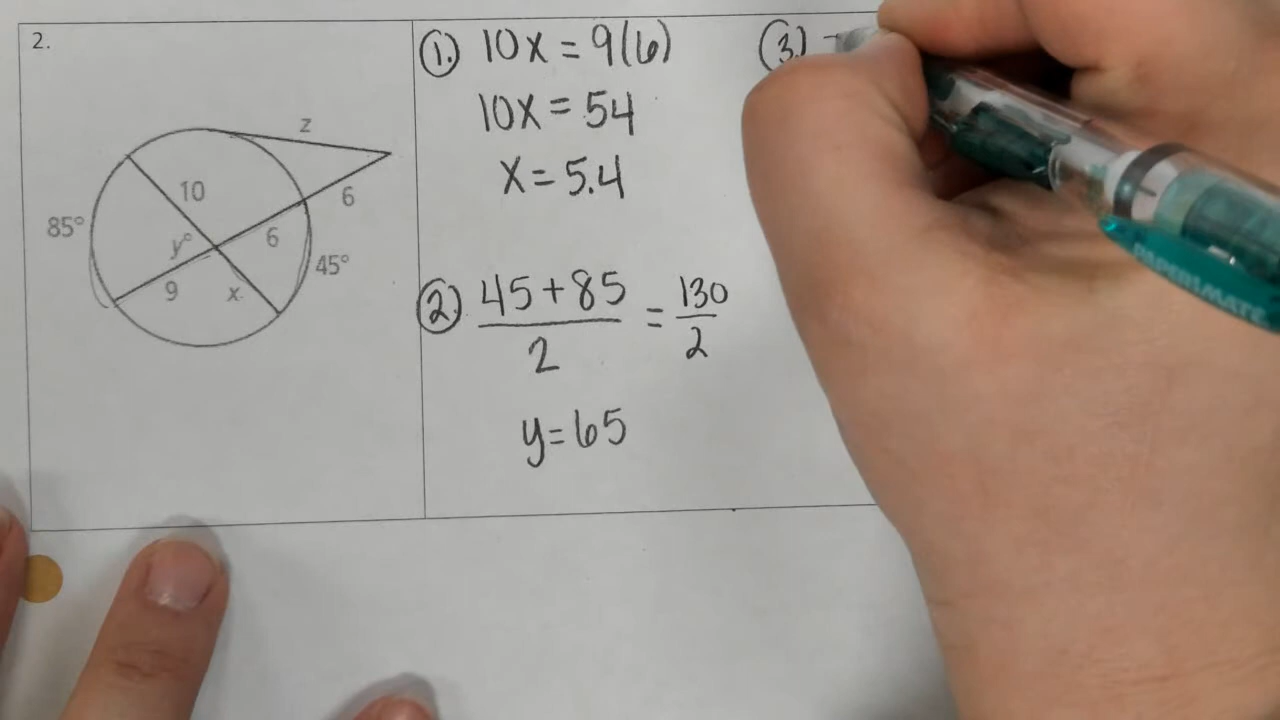 2.
z
10
6
85°
y°
6
45°
9
x
① 10x = 9(6)
10x = 54
x = 5.4
② 45+85 / 2 = 130 / 2
y = 65
③
PAPERMATE